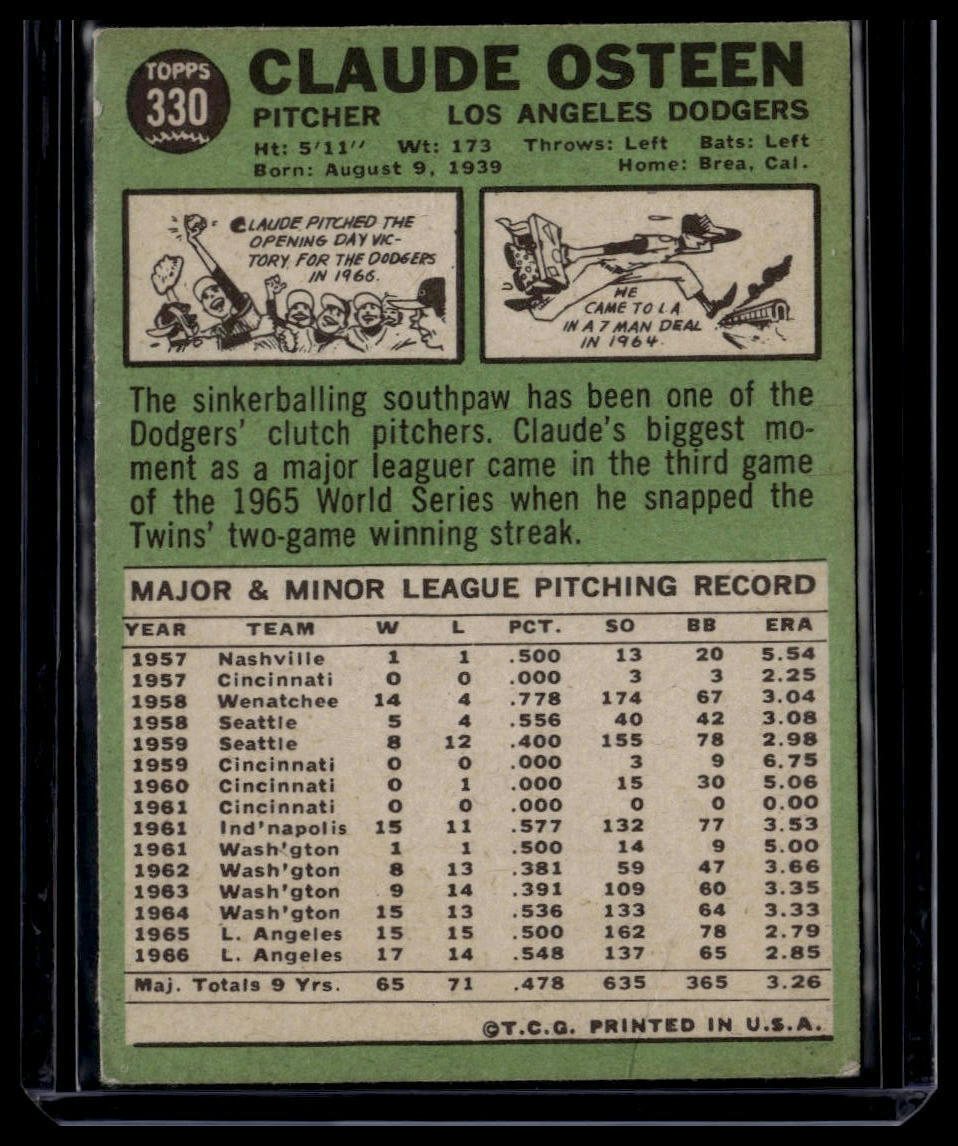 TOPPS
330
CLAUDE OSTEEN
PITCHER LOS ANGELES DODGERS
Ht: 5'11'' Wt: 173 Throws: Left Bats: Left
Born: August 9, 1939 Home: Brea, Cal.
CLAUDE PITCHED THE
OPENING DAY VIC-
TORY FOR THE DODGERS
IN 1966.
HE
CAME TO L.A
IN A 7 MAN DEAL
IN 1964.
The sinkerballing southpaw has been one of the
Dodgers' clutch pitchers. Claude's biggest mo-
ment as a major leaguer came in the third game
of the 1965 World Series when he snapped the
Twins' two-game winning streak.
MAJOR & MINOR LEAGUE PITCHING RECORD
YEAR TEAM W L PCT. SO BB ERA
1957 Nashville 1 1 .500 13 20 5.54
1957 Cincinnati 0 0 .000 3 3 2.25
1958 Wenatchee 14 4 .778 174 67 3.04
1958 Seattle 5 4 .556 40 42 3.08
1959 Seattle 8 12 .400 155 78 2.98
1959 Cincinnati 0 0 .000 3 9 6.75
1960 Cincinnati 0 1 .000 15 30 5.06
1961 Cincinnati 0 0 .000 0 0 0.00
1961 Ind'napolis 15 11 .577 132 77 3.53
1961 Wash'gton 1 1 .500 14 9 5.00
1962 Wash'gton 8 13 .381 59 47 3.66
1963 Wash'gton 9 14 .391 109 60 3.35
1964 Wash'gton 15 13 .536 133 64 3.33
1965 L. Angeles 15 15 .500 162 78 2.79
1966 L. Angeles 17 14 .548 137 65 2.85
Maj. Totals 9 Yrs. 65 71 .478 635 365 3.26
©T.C.G. PRINTED IN U.S.A.